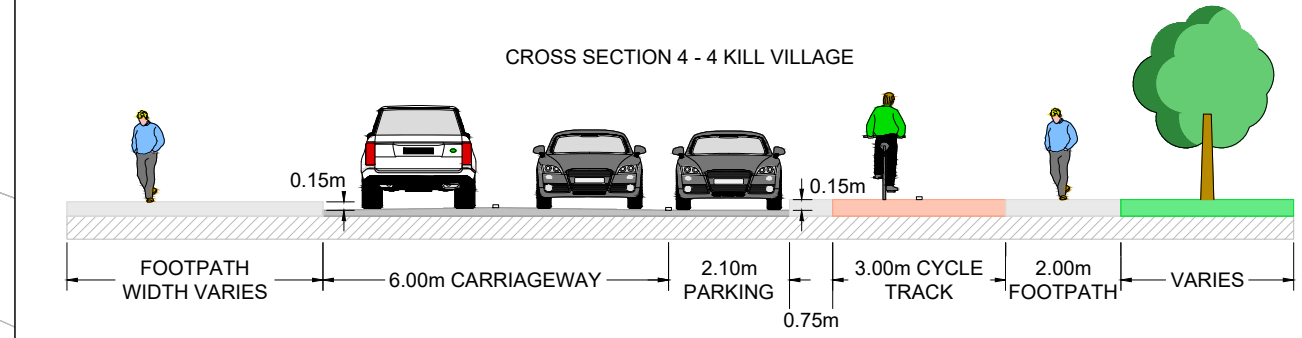 CROSS SECTION 4 - 4 KILL VILLAGE
0.15m
0.15m
FOOTPATH
WIDTH VARIES
6.00m CARRIAGEWAY
2.10m
PARKING
0.75m
3.00m CYCLE
TRACK
2.00m
FOOTPATH
VARIES